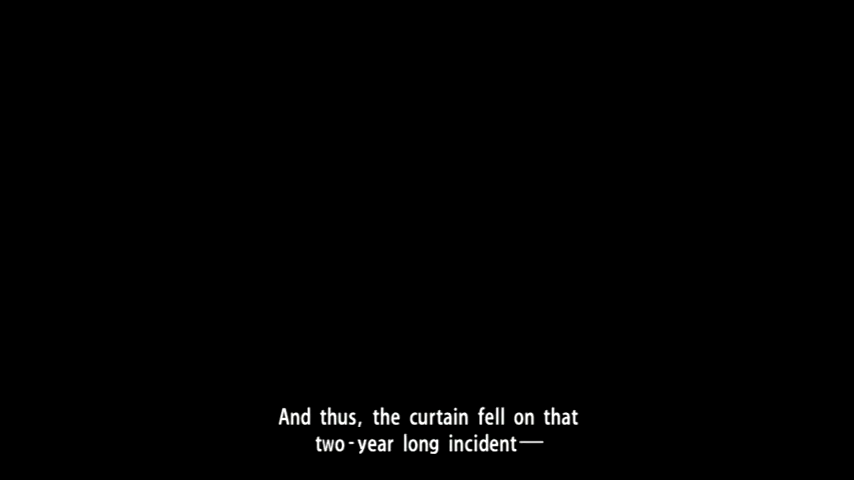 And thus, the curtain fell on that
two-year long incident—